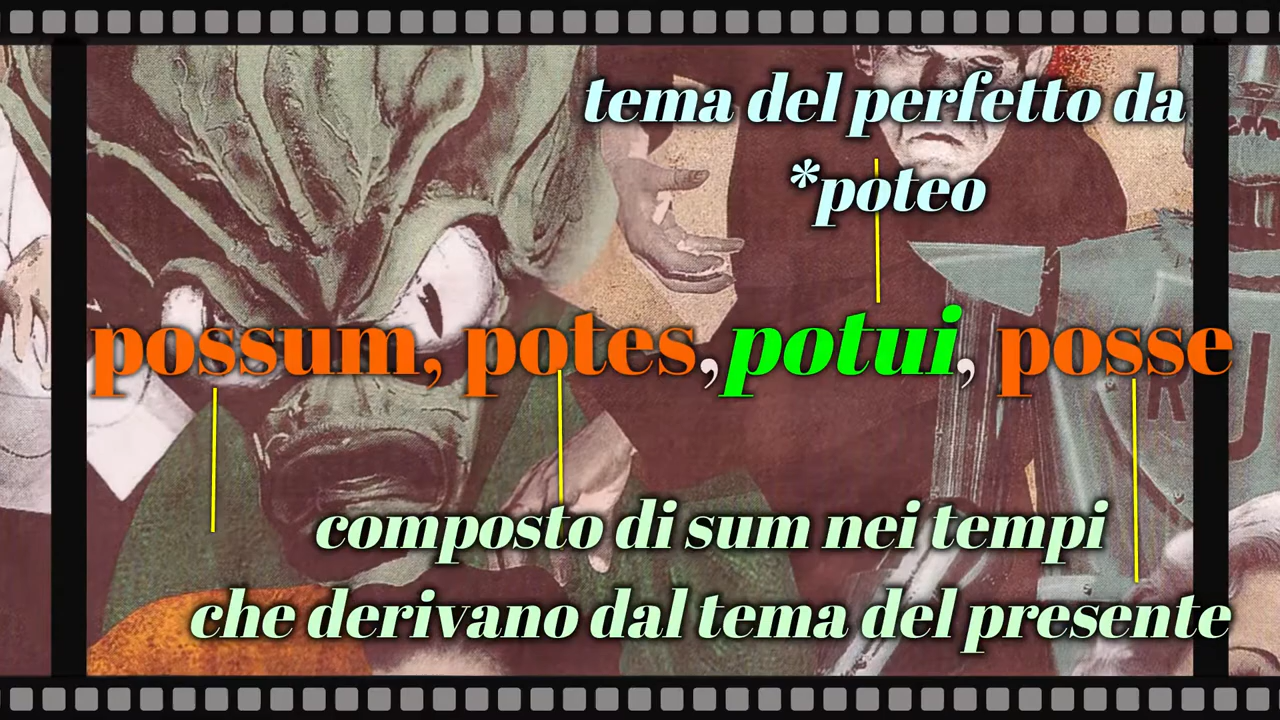 tema del perfetto da
*poteo
possum, potes, potui, posse
composto di sum nei tempi
che derivano dal tema del presente